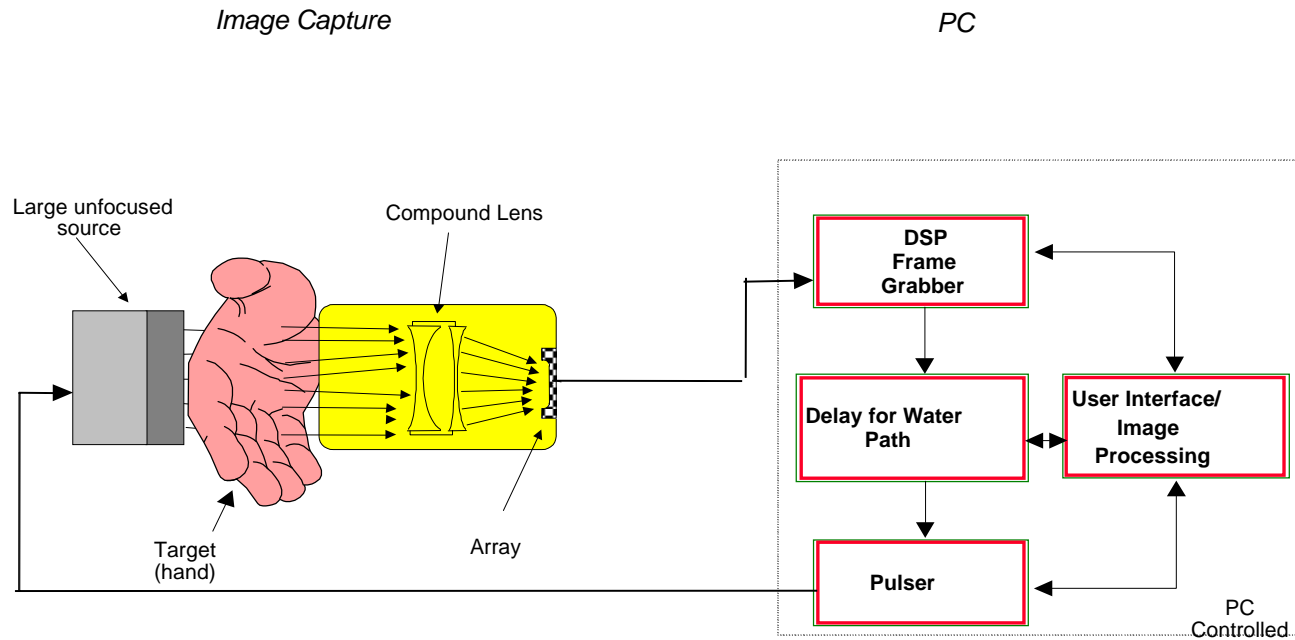 Image Capture
PC
Large unfocused
source
Compound Lens
DSP
Frame
Grabber
Delay for Water
Path
User Interface/
Image
Processing
Target
(hand)
Array
Pulser
PC
Controlled